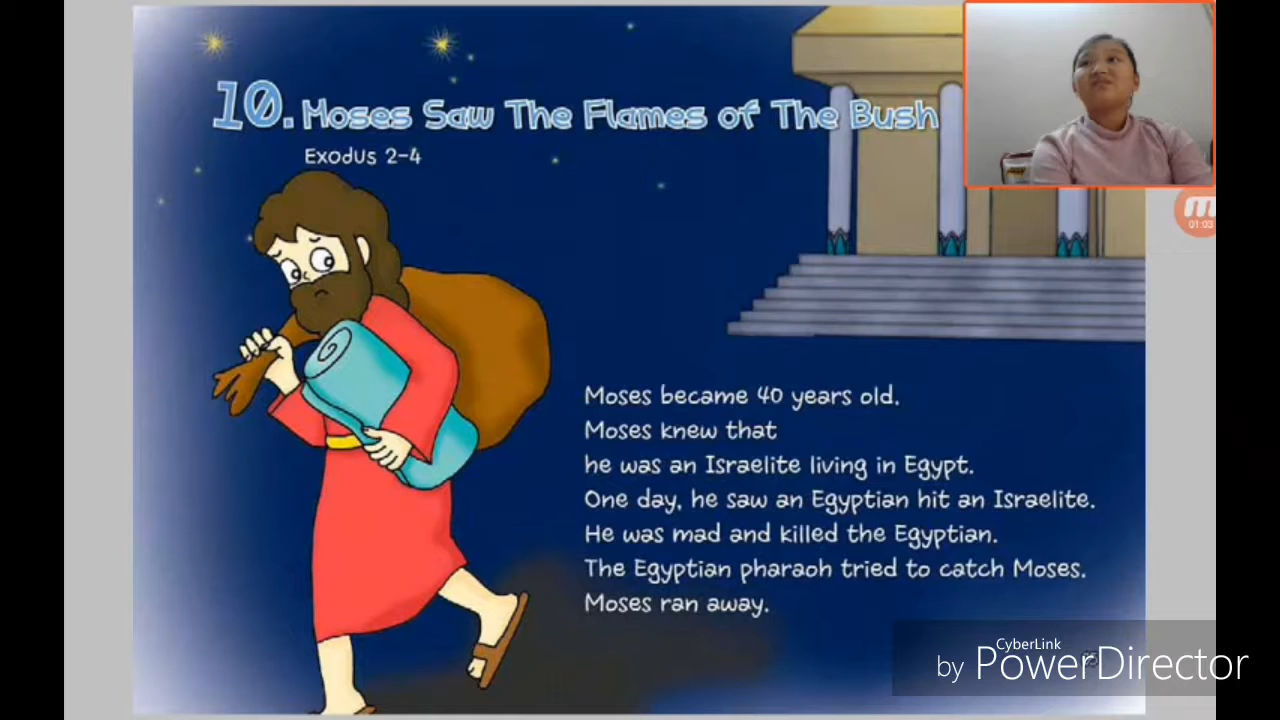 10. Moses Saw The Flames of The Bush
Exodus 2-4
01:03
Moses became 40 years old.
Moses knew that
he was an Israelite living in Egypt.
One day, he saw an Egyptian hit an Israelite.
He was mad and killed the Egyptian.
The Egyptian pharaoh tried to catch Moses.
Moses ran away.
CyberLink
by PowerDirector